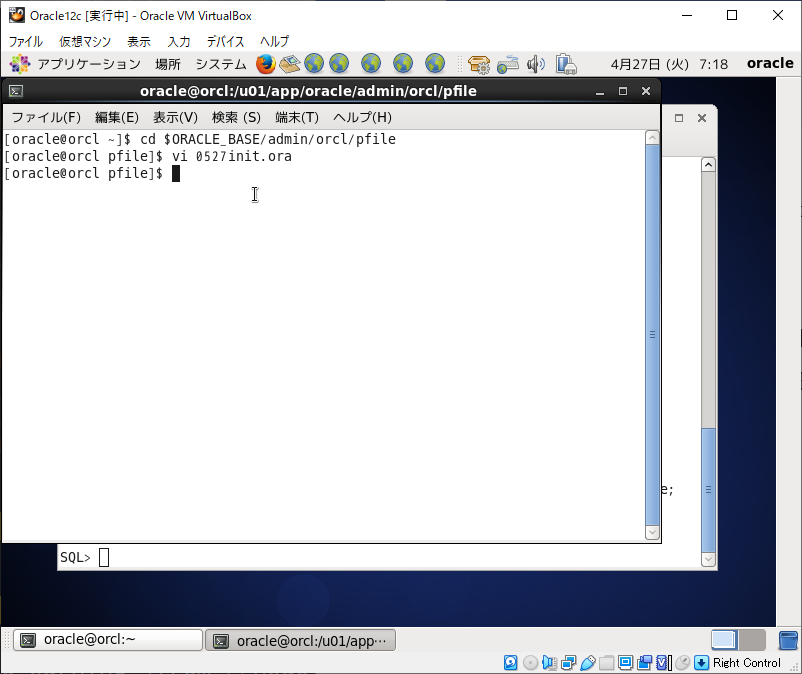 Oracle12c [実行中] - Oracle VM VirtualBox
ファイル 仮想マシン 表示 入力 デバイス ヘルプ
アプリケーション 場所 システム 4月27日 (火) 7:18 oracle
oracle@orcl:/u01/app/oracle/admin/orcl/pfile
ファイル(F) 編集(E) 表示(V) 検索 (S) 端末(T) ヘルプ(H)
[oracle@orcl ~]$ cd $ORACLE_BASE/admin/orcl/pfile
[oracle@orcl pfile]$ vi 0527init.ora
[oracle@orcl pfile]$
e;
SQL>
oracle@orcl:~ oracle@orcl:/u01/app…
Right Control